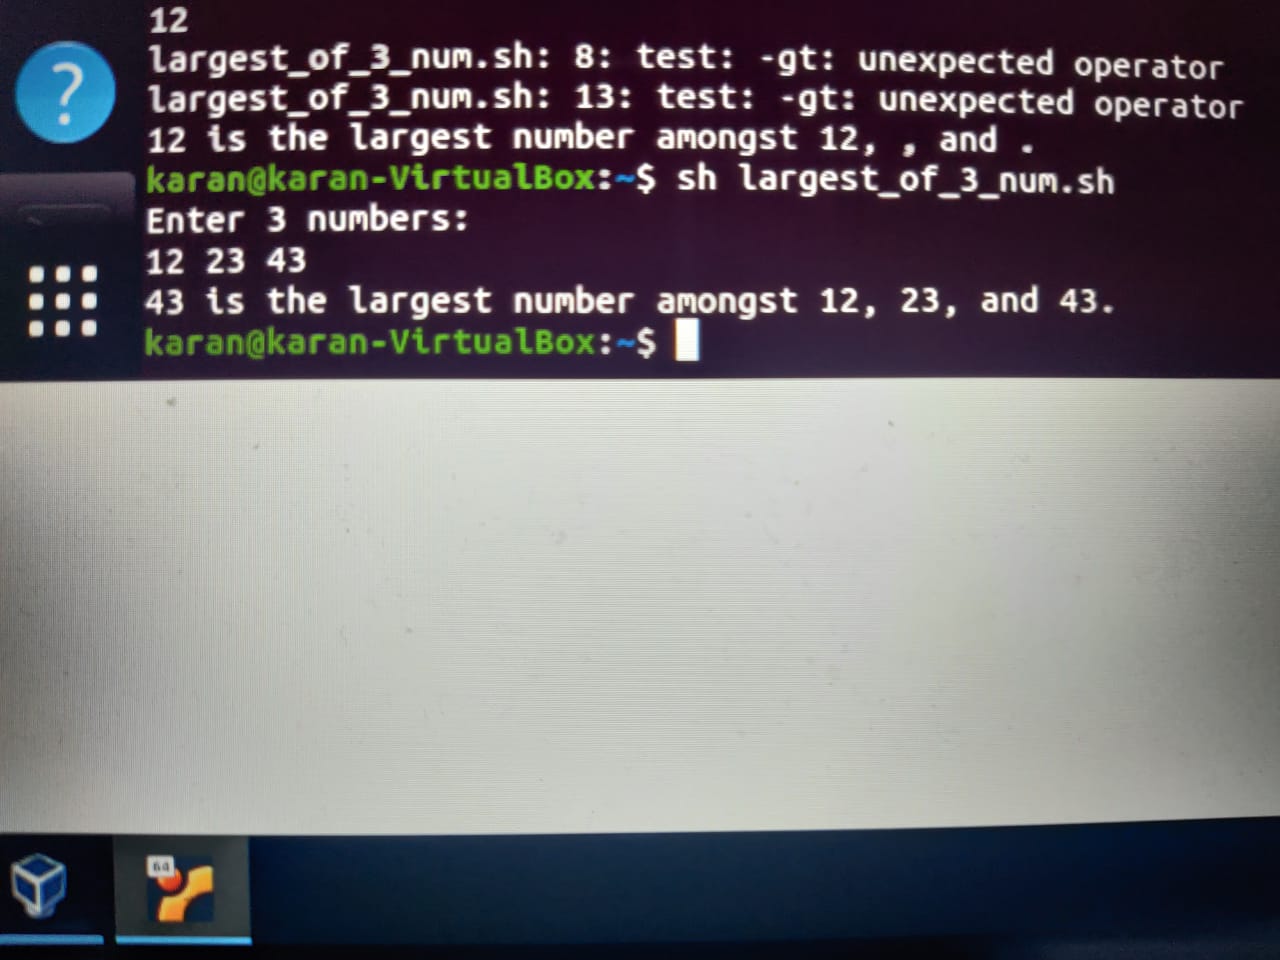 12
largest_of_3_num.sh: 8: test: -gt: unexpected operator
largest_of_3_num.sh: 13: test: -gt: unexpected operator
12 is the largest number amongst 12, , and .
karan@karan-VirtualBox:~$ sh largest_of_3_num.sh
Enter 3 numbers:
12 23 43
43 is the largest number amongst 12, 23, and 43.
karan@karan-VirtualBox:~$
?
64